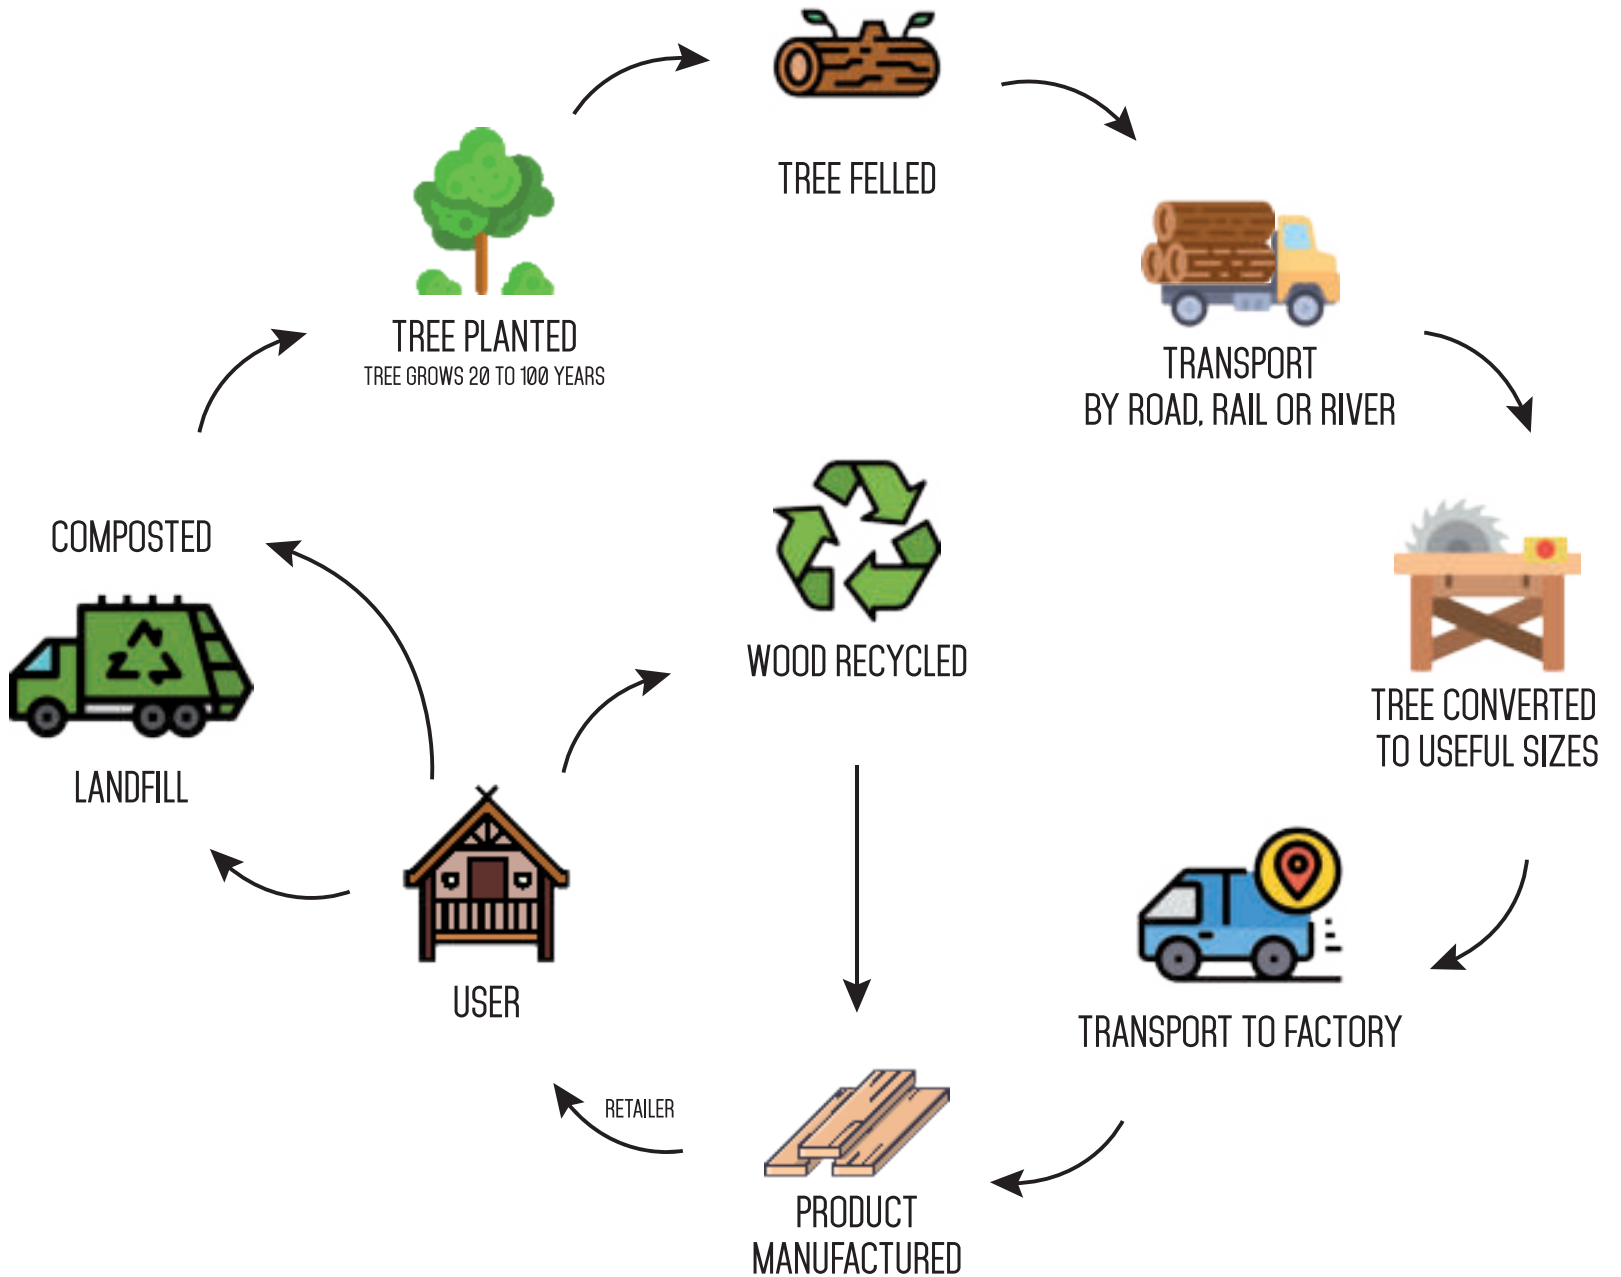 TREE FELLED
TREE PLANTED
TREE GROWS 20 TO 100 YEARS
TRANSPORT
BY ROAD, RAIL OR RIVER
COMPOSTED
WOOD RECYCLED
TREE CONVERTED
TO USEFUL SIZES
LANDFILL
USER
TRANSPORT TO FACTORY
RETAILER
PRODUCT
MANUFACTURED